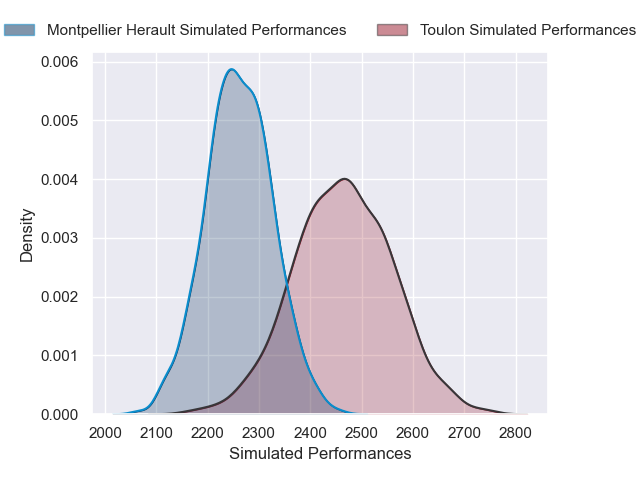 Montpellier Herault Simulated Performances Toulon Simulated Performances
0.006
0.005
0.004
0.003
0.002
0.001
0.000
Density
2000 2100 2200 2300 2400 2500 2600 2700 2800
Simulated Performances